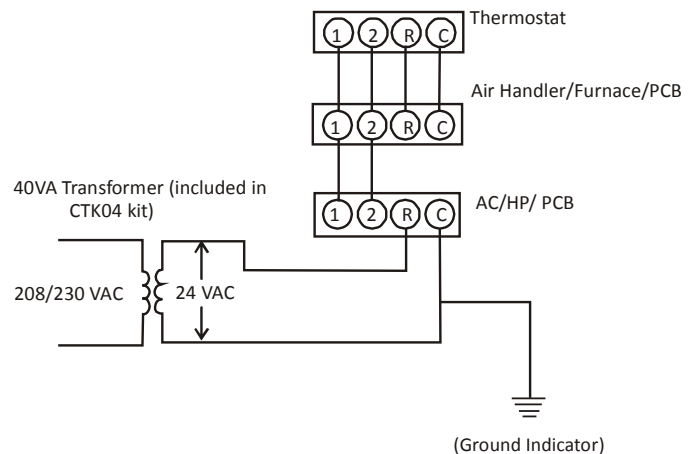 1 2 R C
Thermostat
1 2 R C
Air Handler/Furnace/PCB
40VA Transformer (included in
CTK04 kit)
1 2 R C
AC/HP/ PCB
208/230 VAC
24 VAC
(Ground Indicator)